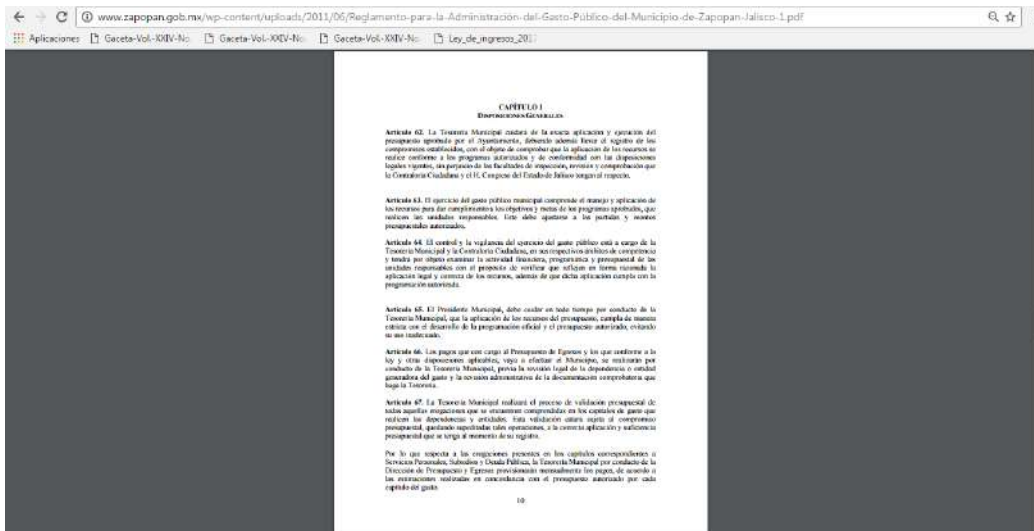 www.zapopan.gob.mx/wp-content/uploads/2011/06/Reglamento-para-la-Administración-del-Gasto-Público-del-Municipio-de-Zapopan-Jalisco-1.pdf
Aplicaciones Gaceta-Vol.-XXIV-No Gaceta-Vol.-XXIV-No Gaceta-Vol.-XXIV-No Ley_de_ingresos_201
CAPÍTULO I
DISPOSICIONES GENERALES
Artículo 62. La Tesorería Municipal cuidará de la exacta aplicación y ejecución del
presupuesto aprobado por el Ayuntamiento, debiendo además llevar el registro de los
compromisos establecidos, con el objeto de comprobar que la aplicación de los recursos se
realice conforme a los programas autorizados y de conformidad con las disposiciones
legales vigentes, sin perjuicio de las facultades de inspección, revisión y comprobación que
la Contraloría Ciudadana y el H. Congreso del Estado de Jalisco tengan al respecto.
Artículo 63. El ejercicio del gasto público municipal comprende el manejo y aplicación de
los recursos para dar cumplimiento a los objetivos y metas de los programas aprobados, que
realicen las unidades responsables. Este debe ajustarse a las partidas y montos
presupuestales autorizados.
Artículo 64. El control y la vigilancia del ejercicio del gasto público está a cargo de la
Tesorería Municipal y la Contraloría Ciudadana, en sus respectivos ámbitos de competencia
y tendrá por objeto examinar la actividad financiera, programática y presupuestal de las
unidades responsables con el propósito de verificar que reflejen en forma razonada la
aplicación legal y correcta de los recursos, además de que dicha aplicación cumpla con la
programación autorizada.
Artículo 65. El Presidente Municipal, debe cuidar en todo tiempo por conducto de la
Tesorería Municipal, que la aplicación de los recursos del presupuesto, cumpla de manera
estricta con el desarrollo de la programación oficial y el presupuesto autorizado, evitando
su uso inadecuado.
Artículo 66. Los pagos que con cargo al Presupuesto de Egresos y los que conforme a la
ley y otras disposiciones aplicables, vaya a efectuar el Municipio, se realizarán por
conducto de la Tesorería Municipal, previa la revisión legal de la dependencia o entidad
generadora del gasto y la revisión administrativa de la documentación comprobatoria que
haga la Tesorería.
Artículo 67. La Tesorería Municipal realizará el proceso de validación presupuestal de
todas aquellas erogaciones que se encuentren comprendidas en los capítulos de gasto que
realicen las dependencias y entidades. Esta validación estará sujeta al compromiso
presupuestal, quedando supeditadas tales operaciones, a la correcta aplicación y suficiencia
presupuestal que se tenga al momento de su registro.
Por lo que respecta a las erogaciones presentes en los capítulos correspondientes a
Servicios Personales, Subsidios y Deuda Pública, la Tesorería Municipal por conducto de la
Dirección de Presupuesto y Egresos provisionarán mensualmente los pagos, de acuerdo a
las estimaciones realizadas en concordancia con el presupuesto autorizado por cada
capítulo del gasto.
10